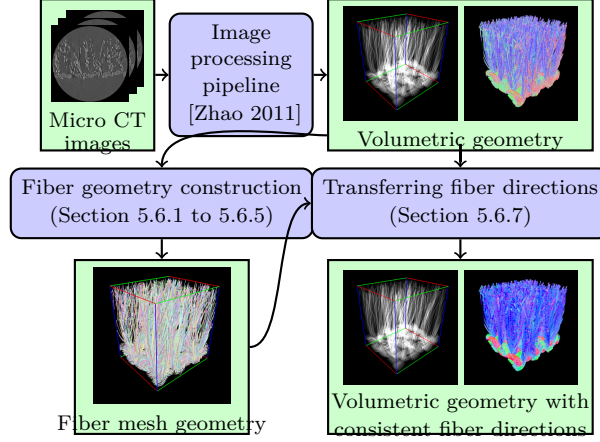 Micro CT
images
Image
processing
pipeline
[Zhao 2011]
Volumetric geometry
Fiber geometry construction
(Section 5.6.1 to 5.6.5)
Transferring fiber directions
(Section 5.6.7)
Fiber mesh geometry
Volumetric geometry with
consistent fiber directions